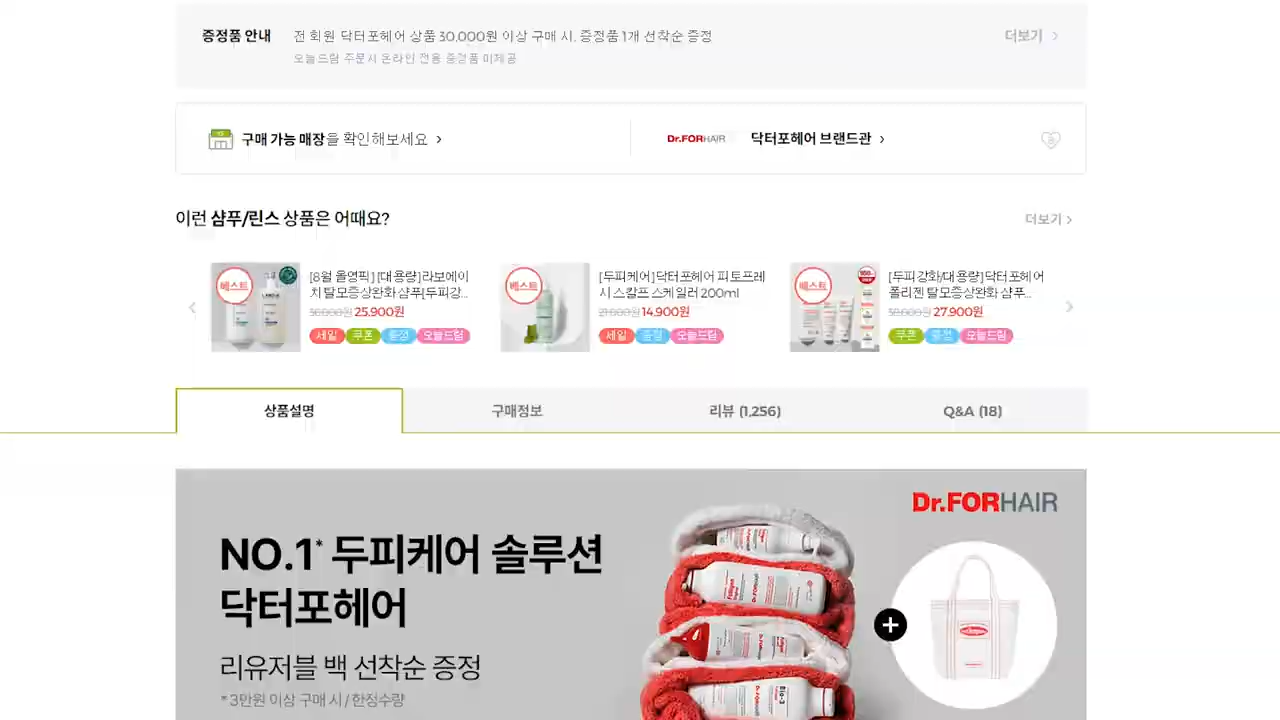 증정품 안내
전 회원 닥터포헤어 상품 30,000원 이상 구매 시, 증정품 1개 선착순 증정
더보기
오늘드림 주문시 온라인 전용 증정품 미제공
구매 가능 매장을 확인해보세요
Dr.FORHAIR
닥터포헤어 브랜드관
이런 샴푸/린스 상품은 어때요?
더보기
베스트
[8월 올영픽][대용량]라보에이
치 탈모증상완화 샴푸[두피강...
25,900원
세일 쿠폰 증정 오늘드림
베스트
[두피케어]닥터포헤어 피토프레
시 스칼프 스케일러 200ml
21,000원 14,900원
세일 증정 오늘드림
베스트
[두피강화/대용량]닥터포헤어
폴리젠 탈모증상완화 샴푸...
27,900원
쿠폰 증정 오늘드림
상품설명
구매정보
리뷰 (1,256)
Q&A (18)
Dr.FORHAIR
NO.1* 두피케어 솔루션
닥터포헤어
리유저블 백 선착순 증정
* 3만원 이상 구매 시 / 한정수량